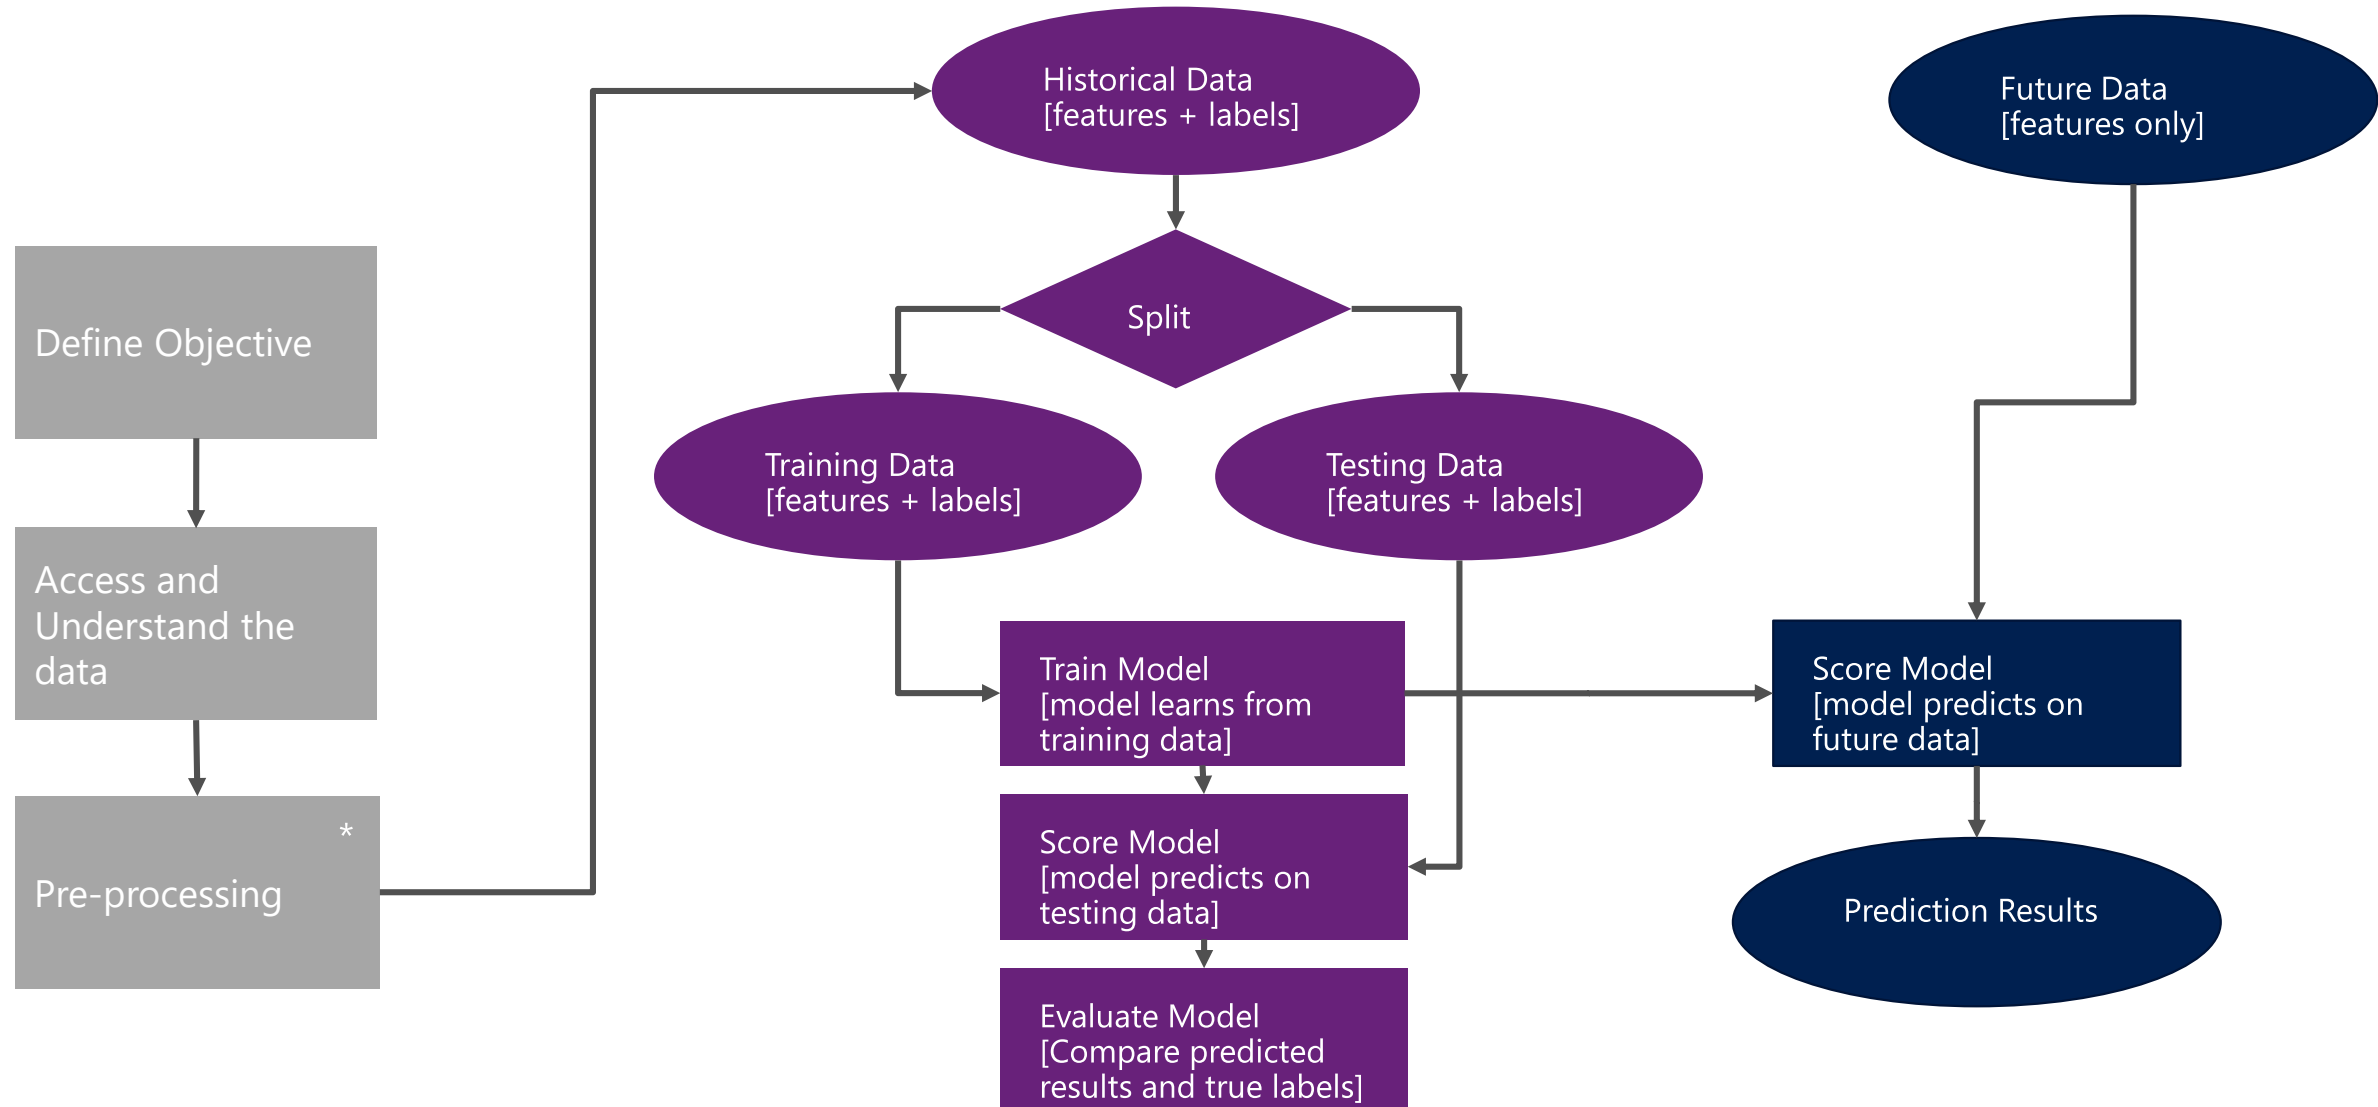 Define Objective
Access and
Understand the
data
*
Pre-processing
Historical Data
[features + labels]
Split
Training Data
[features + labels]
Testing Data
[features + labels]
Train Model
[model learns from
training data]
Score Model
[model predicts on
testing data]
Evaluate Model
[Compare predicted
results and true labels]
Future Data
[features only]
Score Model
[model predicts on
future data]
Prediction Results